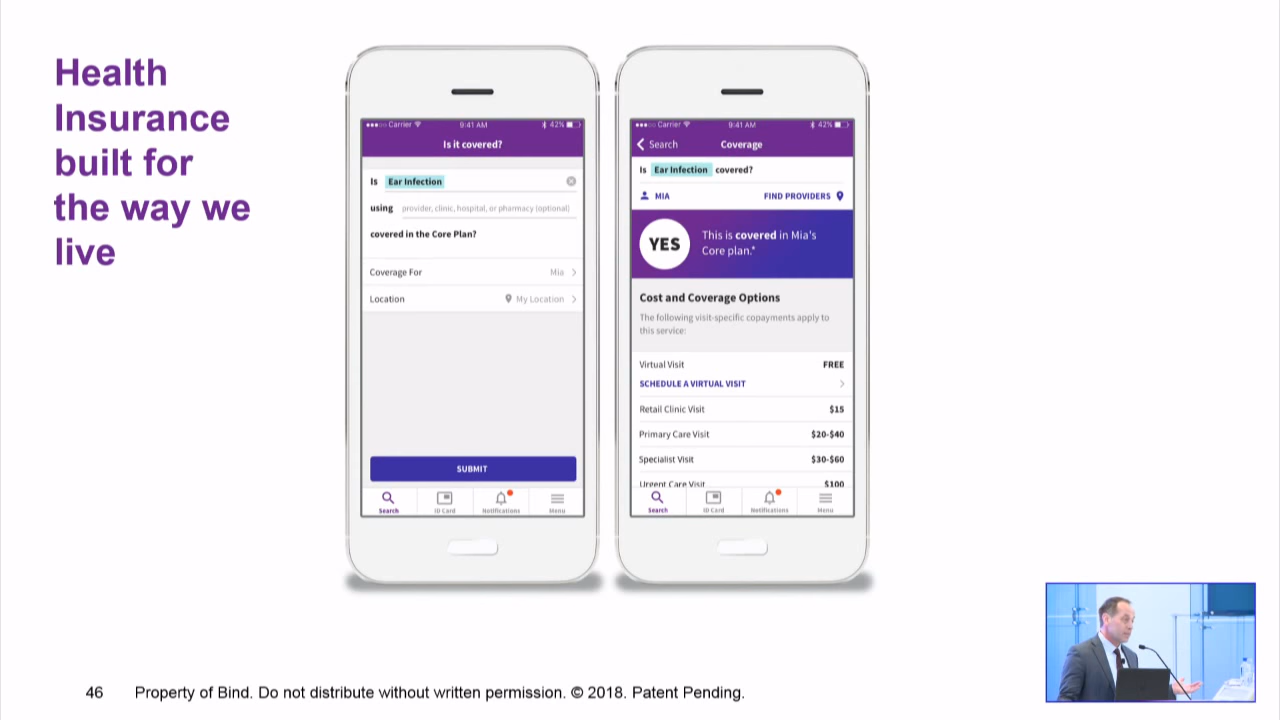 Health
Insurance
built for
the way we
live
Carrier 9:41 AM 42%
Is it covered?
Is Ear Infection
using provider, clinic, hospital, or pharmacy (optional)
covered in the Core Plan?
Coverage For Mia
Location My Location
SUBMIT
Search ID Card Notifications Menu
Carrier 9:41 AM 42%
Search Coverage
Is Ear Infection covered?
MIA FIND PROVIDERS
YES
This is covered in Mia's
Core plan.*
Cost and Coverage Options
The following visit-specific copayments apply to
this service:
Virtual Visit FREE
SCHEDULE A VIRTUAL VISIT
Retail Clinic Visit $15
Primary Care Visit $20-$40
Specialist Visit $30-$60
Urgent Care Visit $100
Search ID Card Notifications Menu
46 Property of Bind. Do not distribute without written permission. © 2018. Patent Pending.